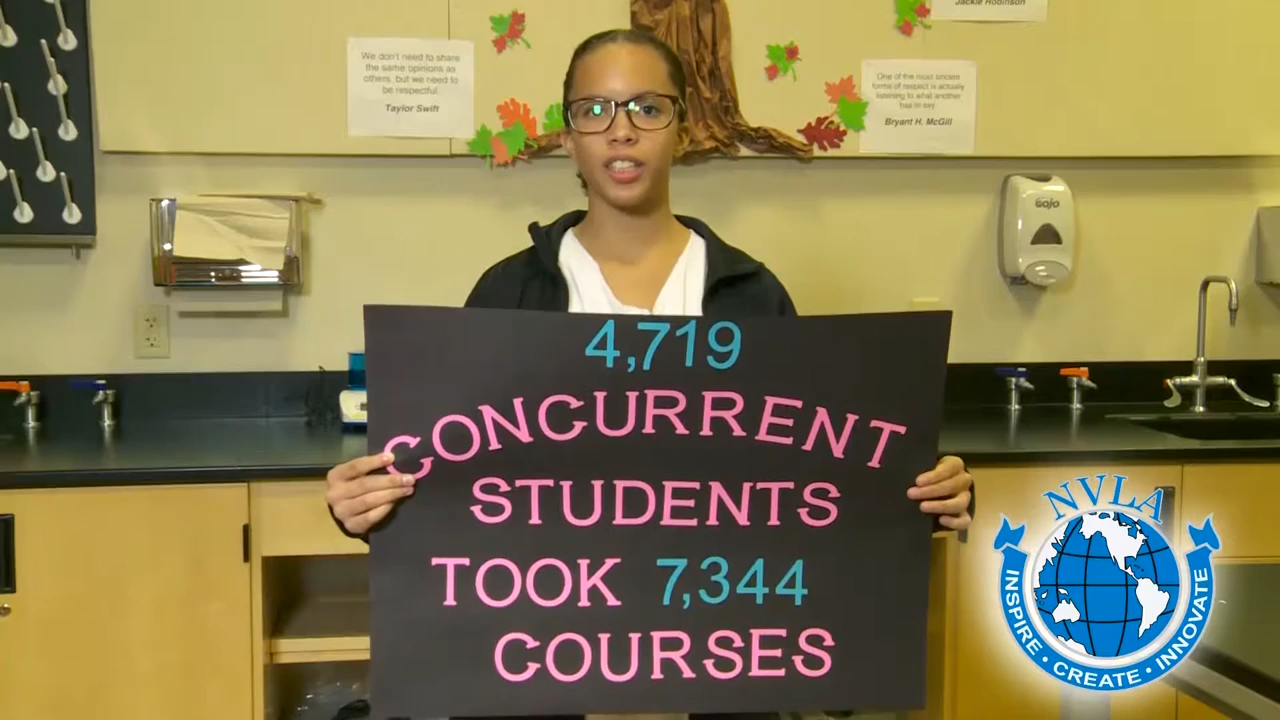 Jackie Robinson
We don't need to share
the same opinions as
others, but we need to
be respectful.
Taylor Swift
One of the most sincere
forms of respect is actually
listening to what another
has to say.
Bryant H. McGill
GOJO
4,719
CONCURRENT
STUDENTS
TOOK 7,344
COURSES
NVLA
INSPIRE • CREATE • INNOVATE